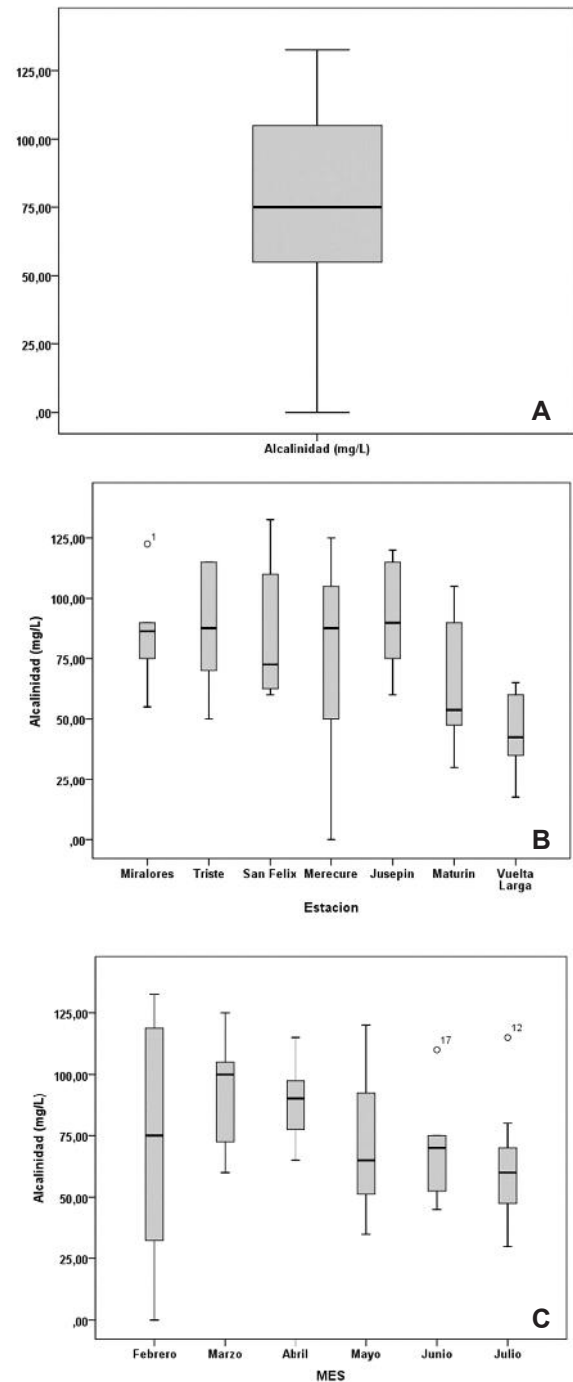 125,00
100,00
75,00
50,00
25,00
,00
A
Alcalinidad (mg/L)
Alcalinidad (mg/L)
125,00
100,00
75,00
50,00
25,00
,00
1
B
Miralores Triste San Felix Merecure Jusepin Maturin Vuelta
Larga
Estacion
Alcalinidad (mg/L)
125,00
100,00
75,00
50,00
25,00
,00
17
12
C
Febrero Marzo Abril Mayo Junio Julio
MES